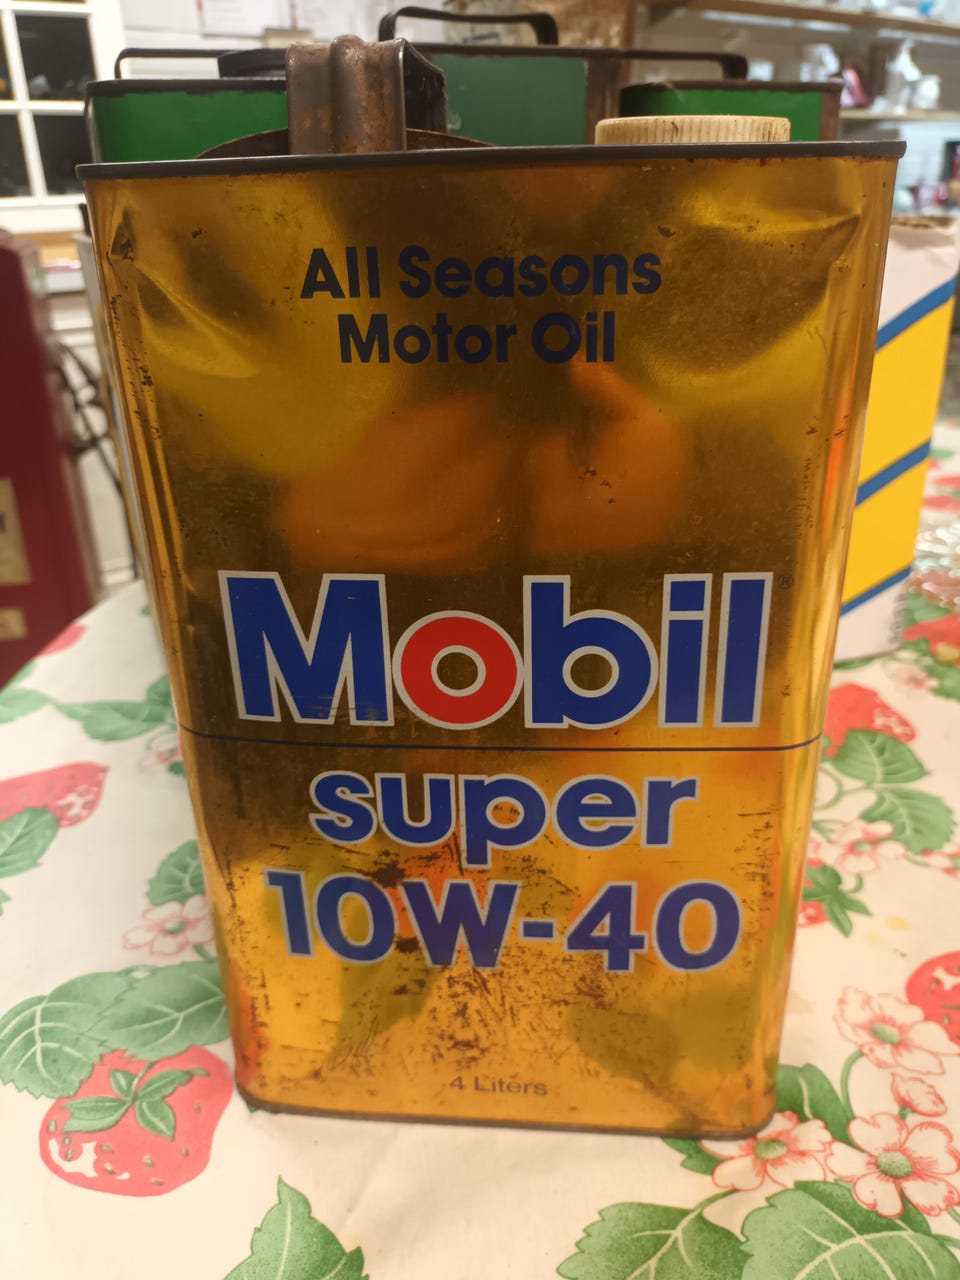 All Seasons
Motor Oil
Mobil®
super
10W-40
4 Liters